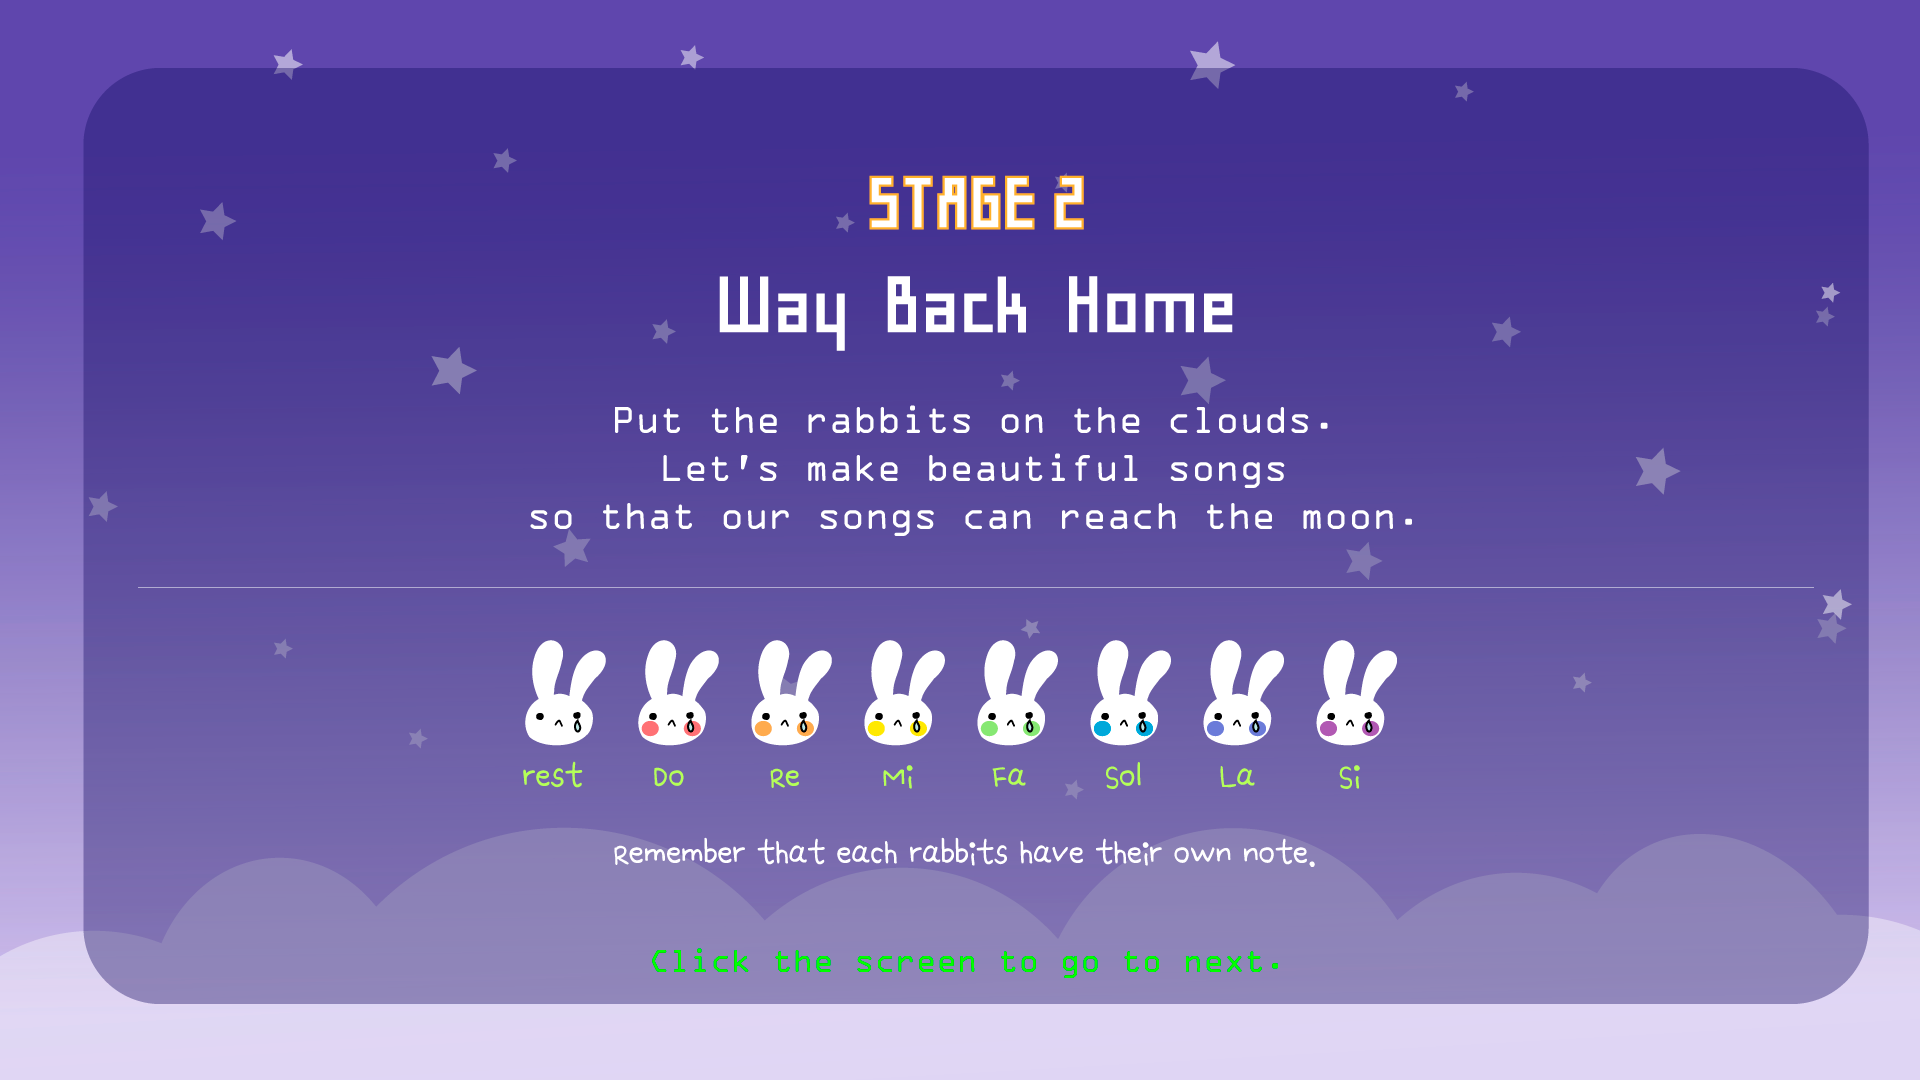 STAGE 2
Way Back Home
Put the rabbits on the clouds.
Let's make beautiful songs
so that our songs can reach the moon.
rest Do Re Mi Fa Sol La Si
Remember that each rabbits have their own note.
Click the screen to go to next.